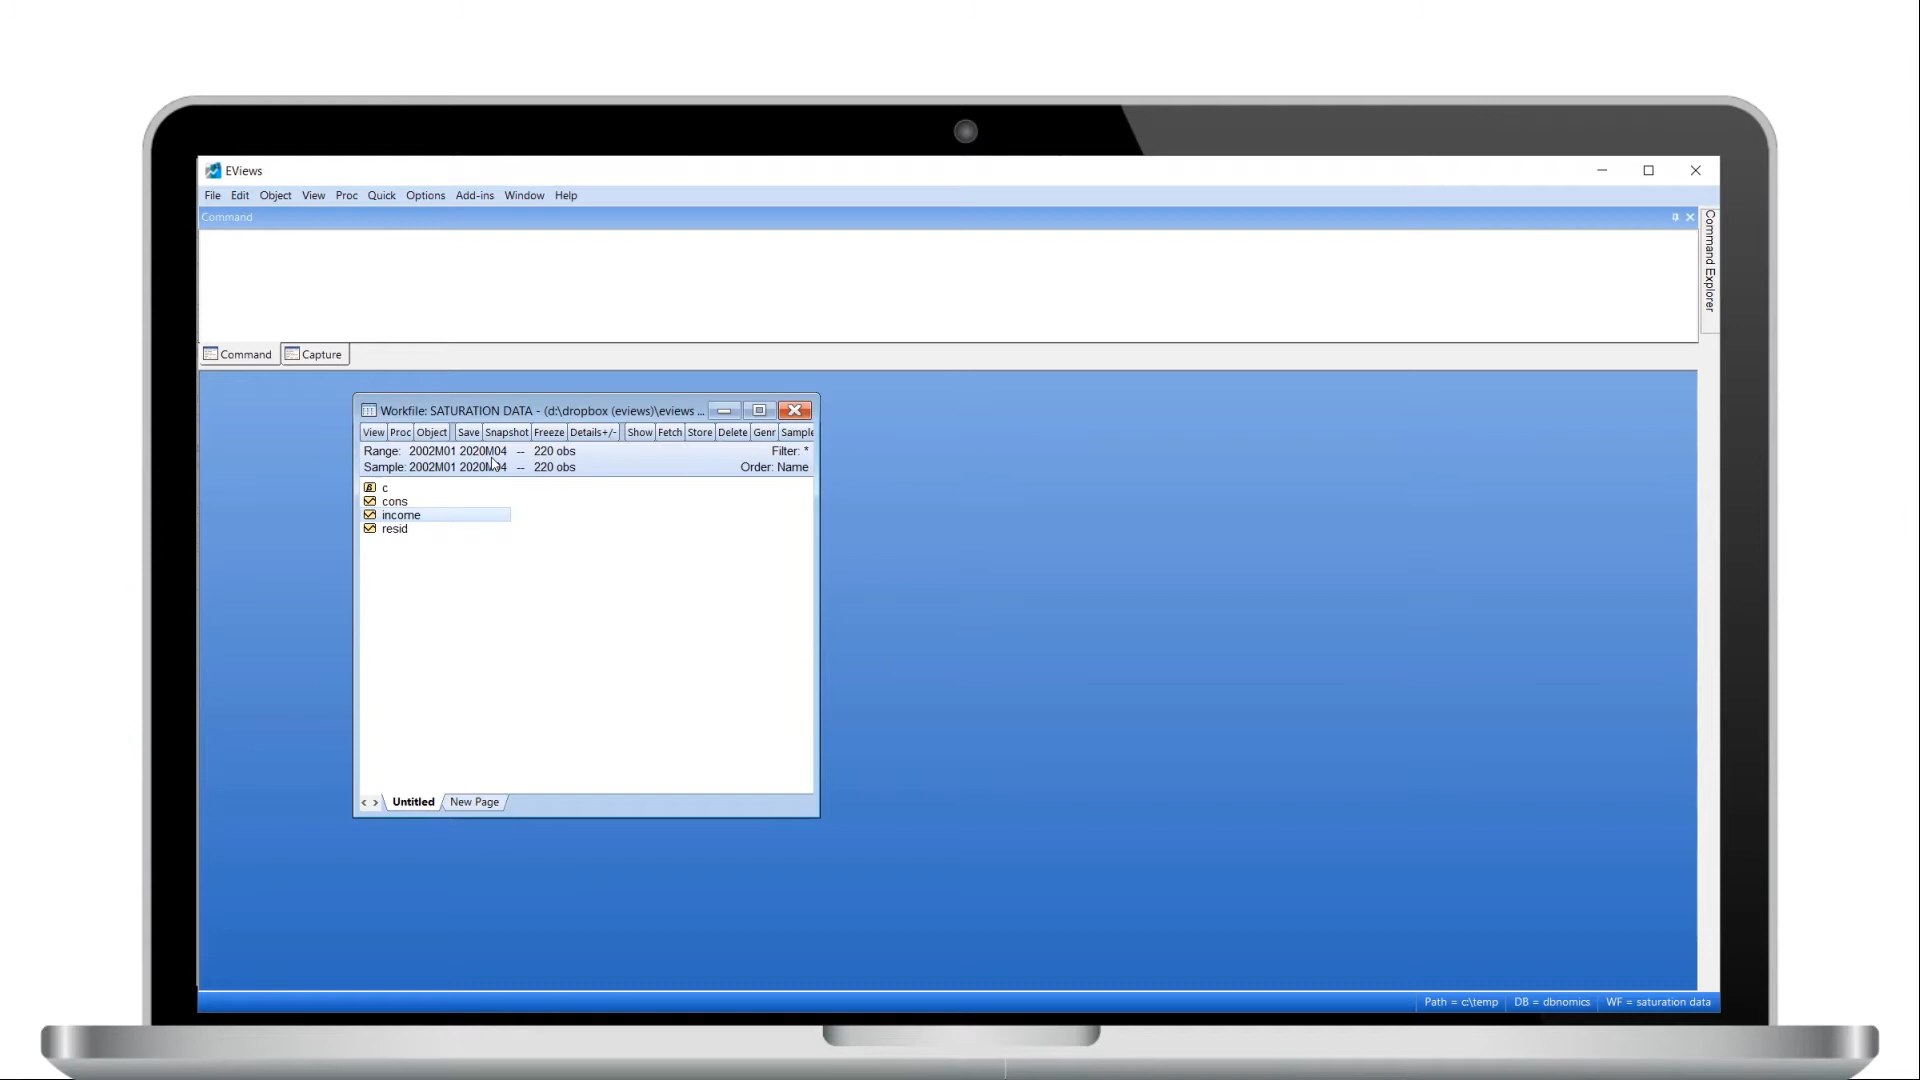 EViews
File Edit Object View Proc Quick Options Add-ins Window Help
Command
Command Explorer
Command Capture
Workfile: SATURATION DATA - (d:\dropbox (eviews)\eviews ...
View Proc Object Save Snapshot Freeze Details+/- Show Fetch Store Delete Genr Sample
Range: 2002M01 2020M04 -- 220 obs Filter: *
Sample: 2002M01 2020M04 -- 220 obs Order: Name
c
cons
income
resid
< > Untitled New Page
Path = c:\temp DB = dbnomics WF = saturation data